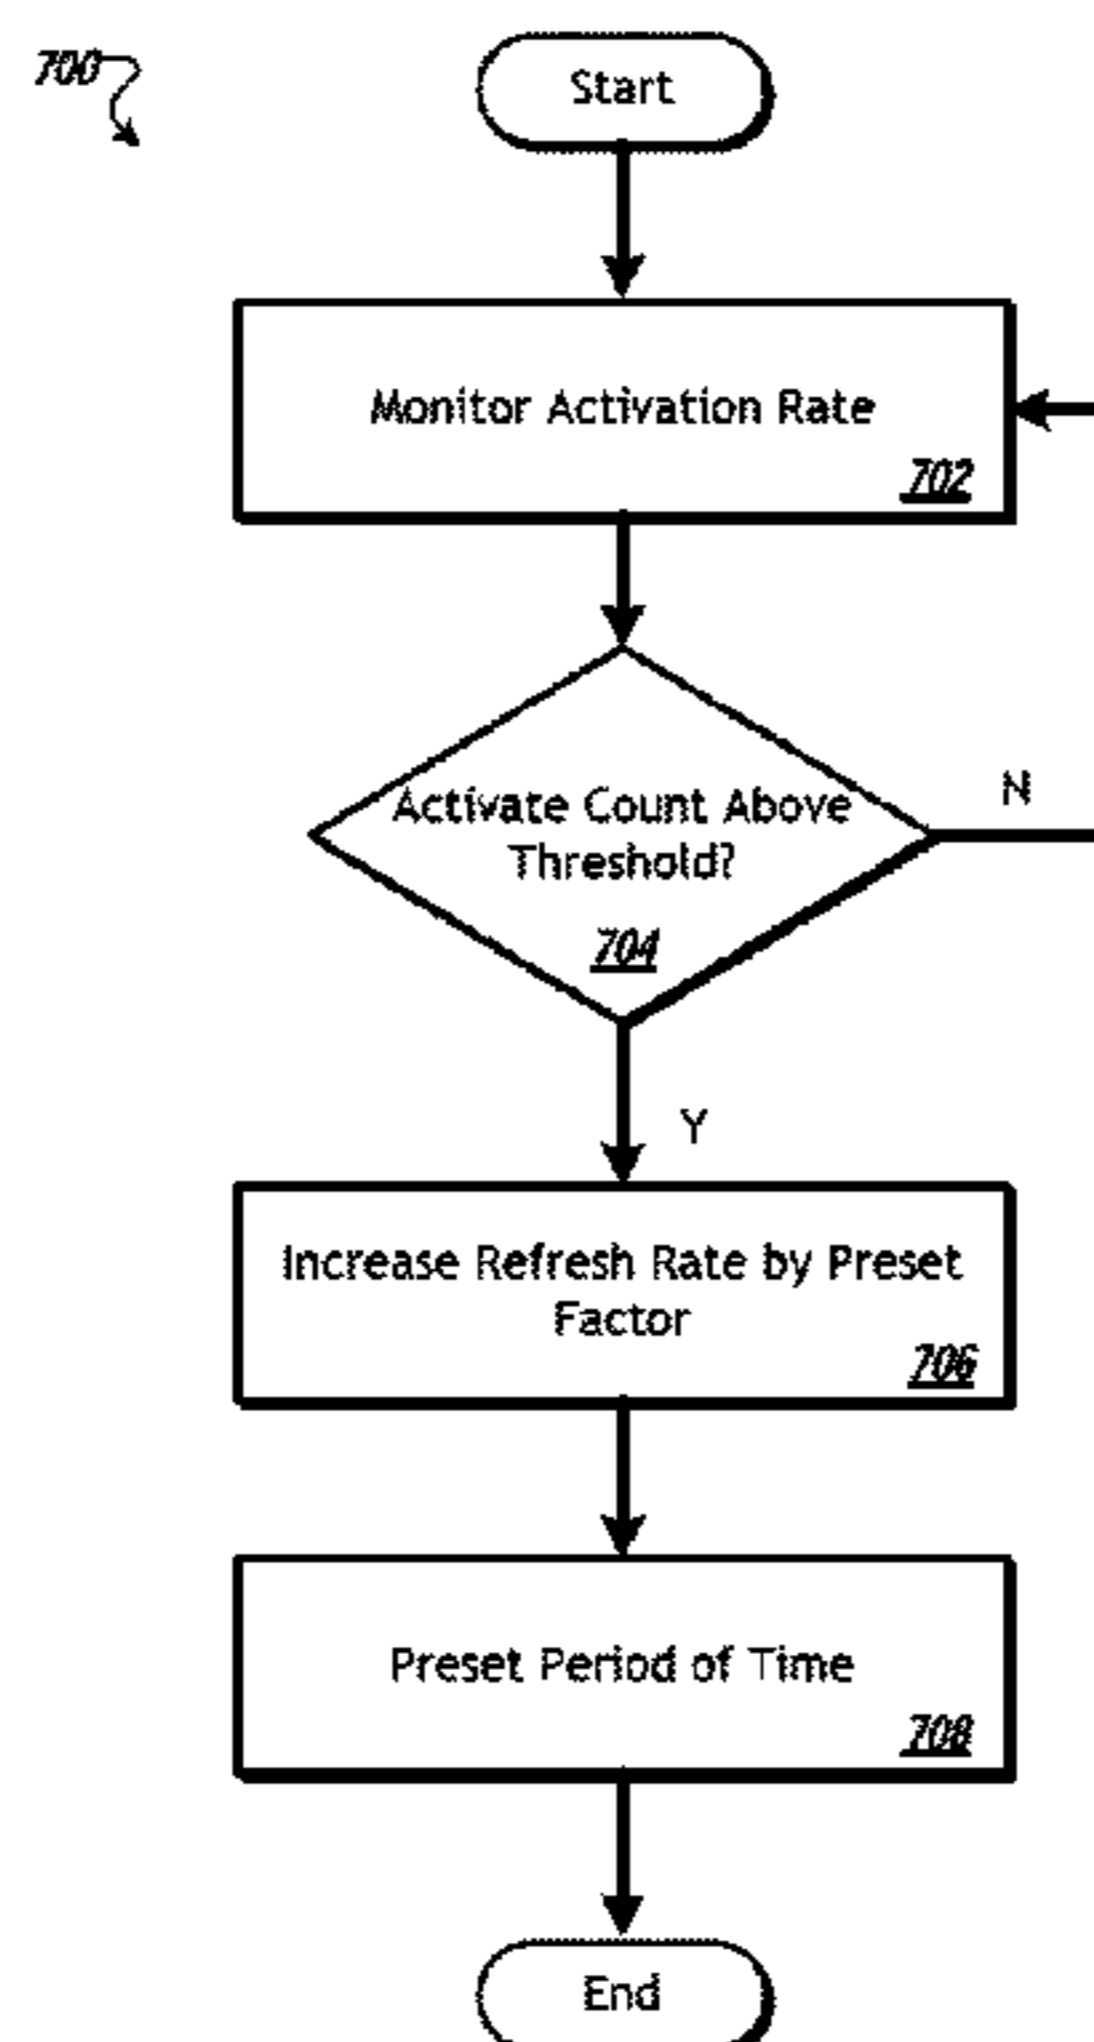 700
Start
Monitor Activation Rate
702
Activate Count Above
Threshold?
704
N
Y
Increase Refresh Rate by Preset
Factor
706
Preset Period of Time
708
End